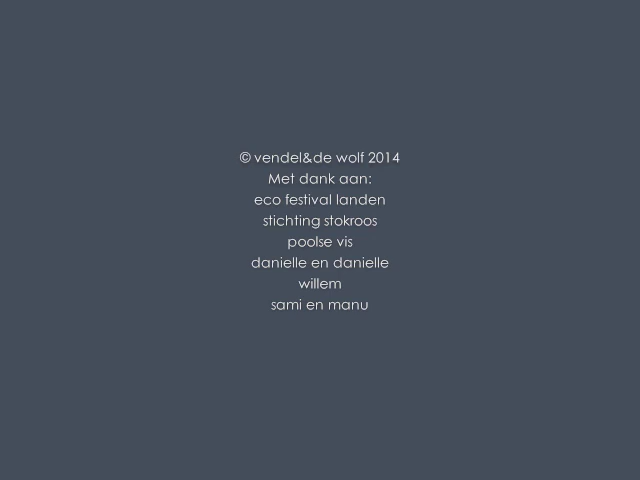 © vendel&de wolf 2014
Met dank aan:
eco festival landen
stichting stokroos
poolse vis
danielle en danielle
willem
sami en manu